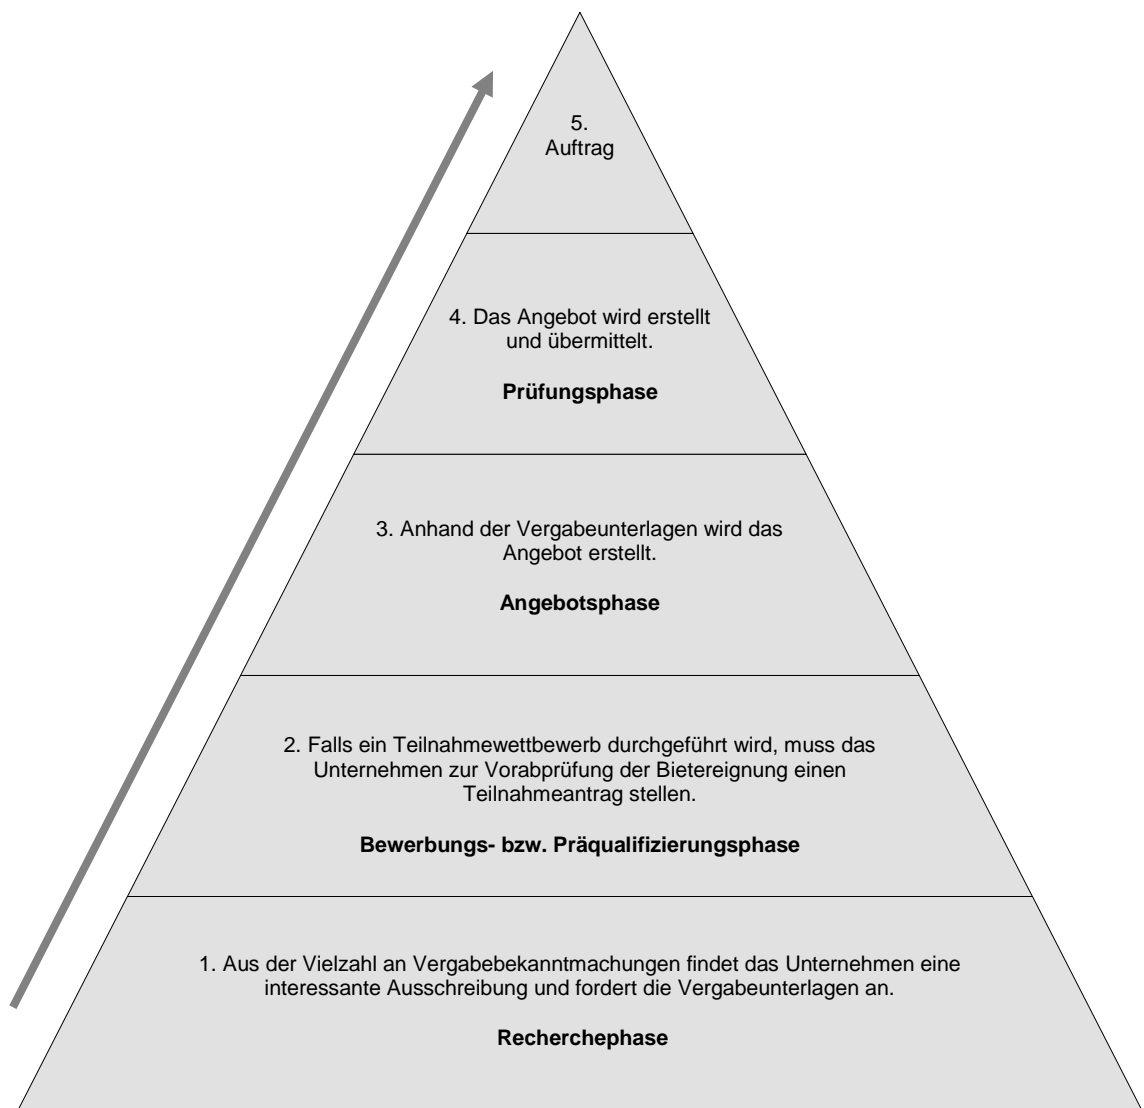 5.
Auftrag
4. Das Angebot wird erstellt
und übermittelt.
Prüfungsphase
3. Anhand der Vergabeunterlagen wird das
Angebot erstellt.
Angebotsphase
2. Falls ein Teilnahmewettbewerb durchgeführt wird, muss das
Unternehmen zur Vorabprüfung der Bietereignung einen
Teilnahmeantrag stellen.
Bewerbungs- bzw. Präqualifizierungsphase
1. Aus der Vielzahl an Vergabebekanntmachungen findet das Unternehmen eine
interessante Ausschreibung und fordert die Vergabeunterlagen an.
Recherchephase